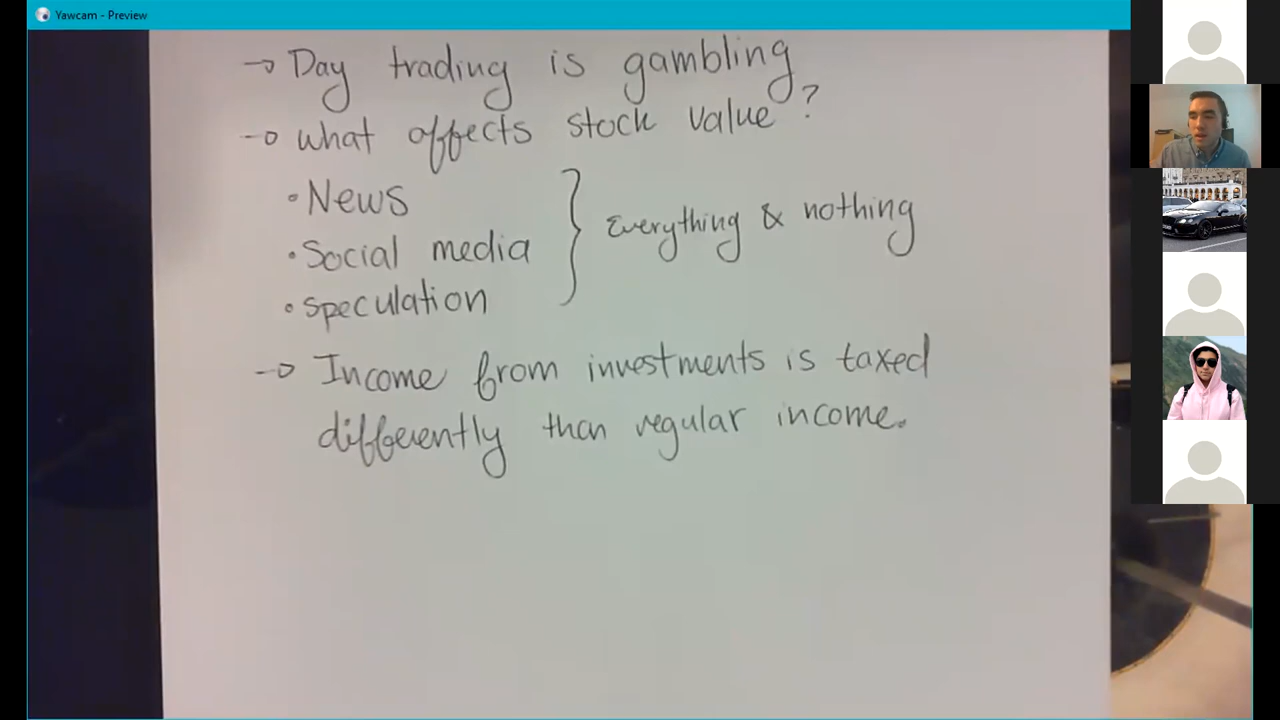 Yawcam - Preview
→ Day trading is gambling
→ what affects stock value?
• News
• Social media
• speculation
} Everything & nothing
→ Income from investments is taxed
differently than regular income.